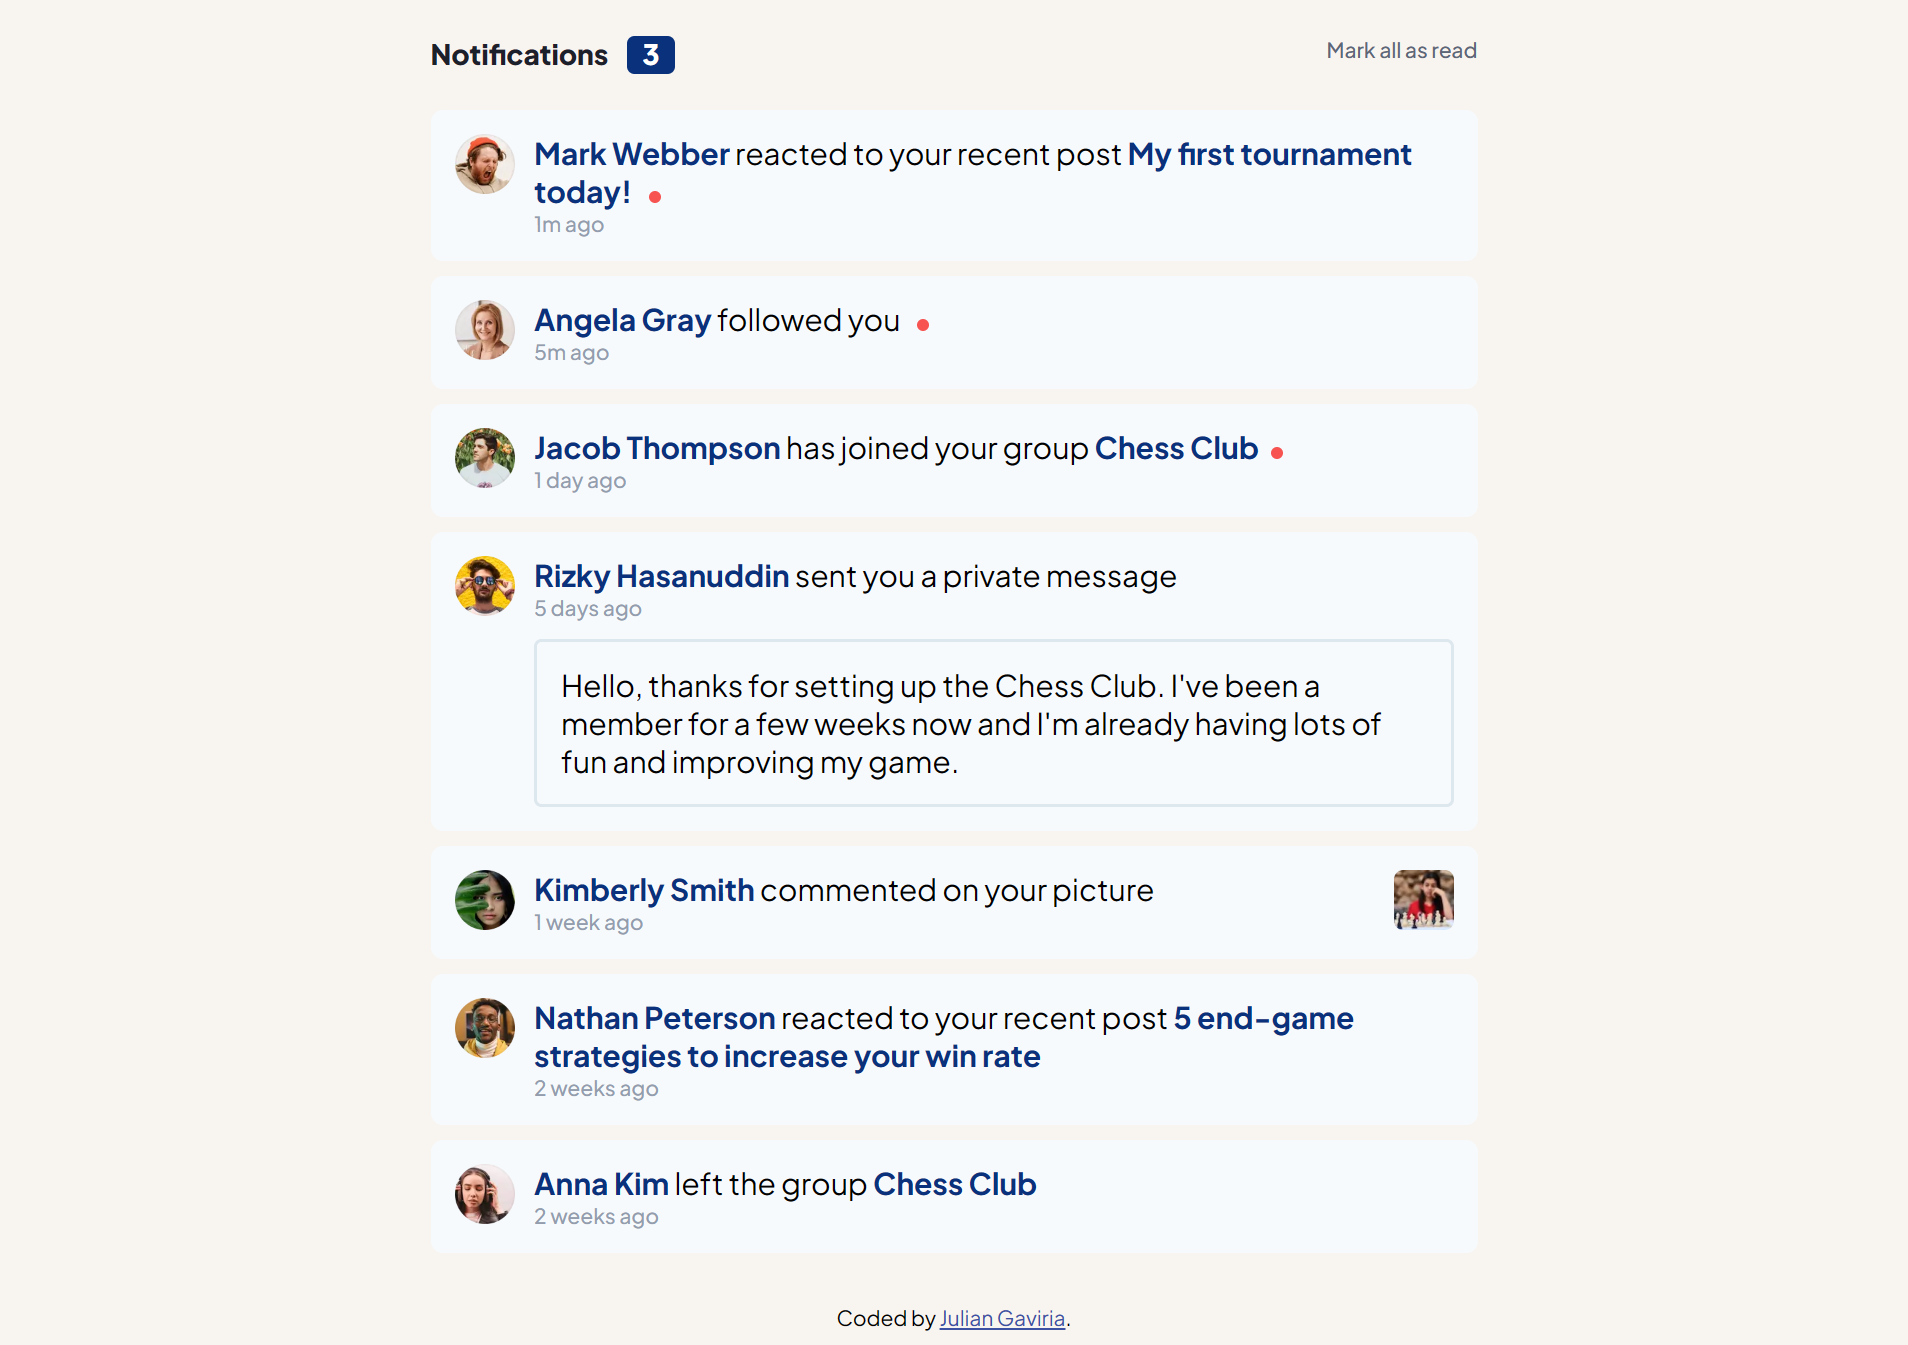 Notifications 3
Mark all as read
Mark Webber reacted to your recent post My first tournament
today!
1m ago
Angela Gray followed you
5m ago
Jacob Thompson has joined your group Chess Club
1 day ago
Rizky Hasanuddin sent you a private message
5 days ago
Hello, thanks for setting up the Chess Club. I've been a
member for a few weeks now and I'm already having lots of
fun and improving my game.
Kimberly Smith commented on your picture
1 week ago
Nathan Peterson reacted to your recent post 5 end-game
strategies to increase your win rate
2 weeks ago
Anna Kim left the group Chess Club
2 weeks ago
Coded by Julian Gaviria.